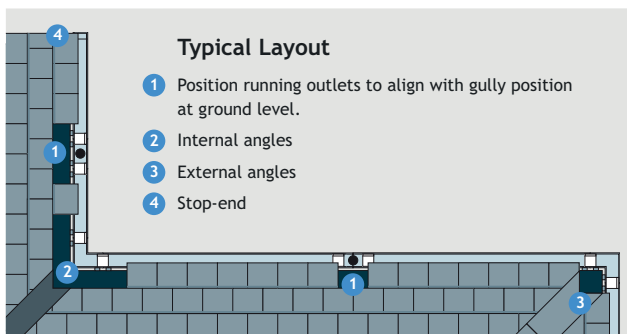 4
Typical Layout
1 Position running outlets to align with gully position
at ground level.
2 Internal angles
3 External angles
4 Stop-end
1
2
1
3